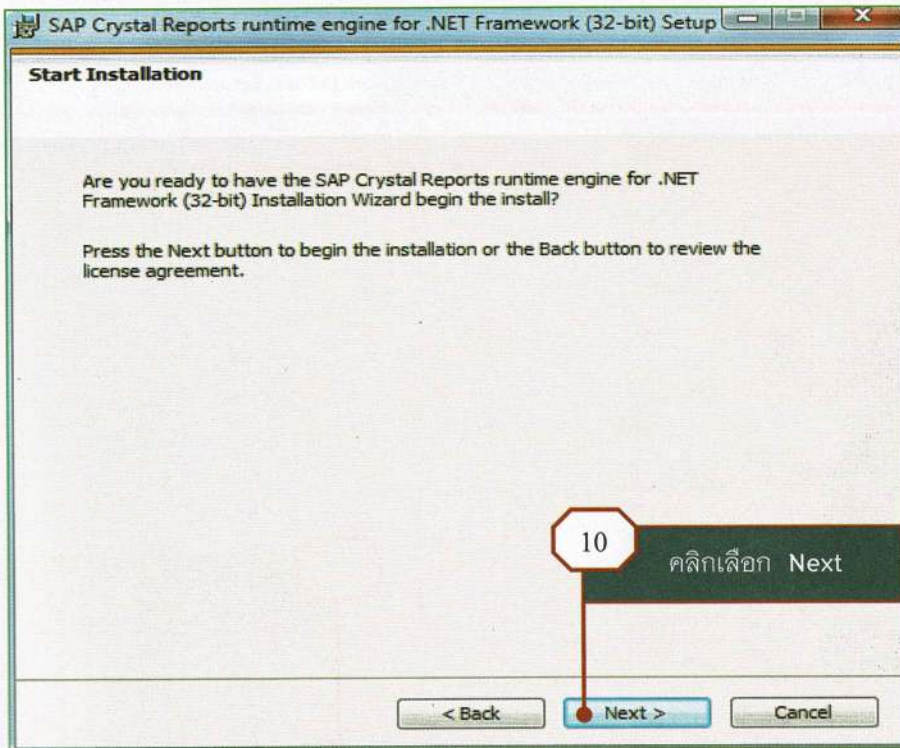 SAP Crystal Reports runtime engine for .NET Framework (32-bit) Setup
Start Installation
Are you ready to have the SAP Crystal Reports runtime engine for .NET
Framework (32-bit) Installation Wizard begin the install?
Press the Next button to begin the installation or the Back button to review the
license agreement.
10
คลิกเลือก Next
< Back
Next >
Cancel